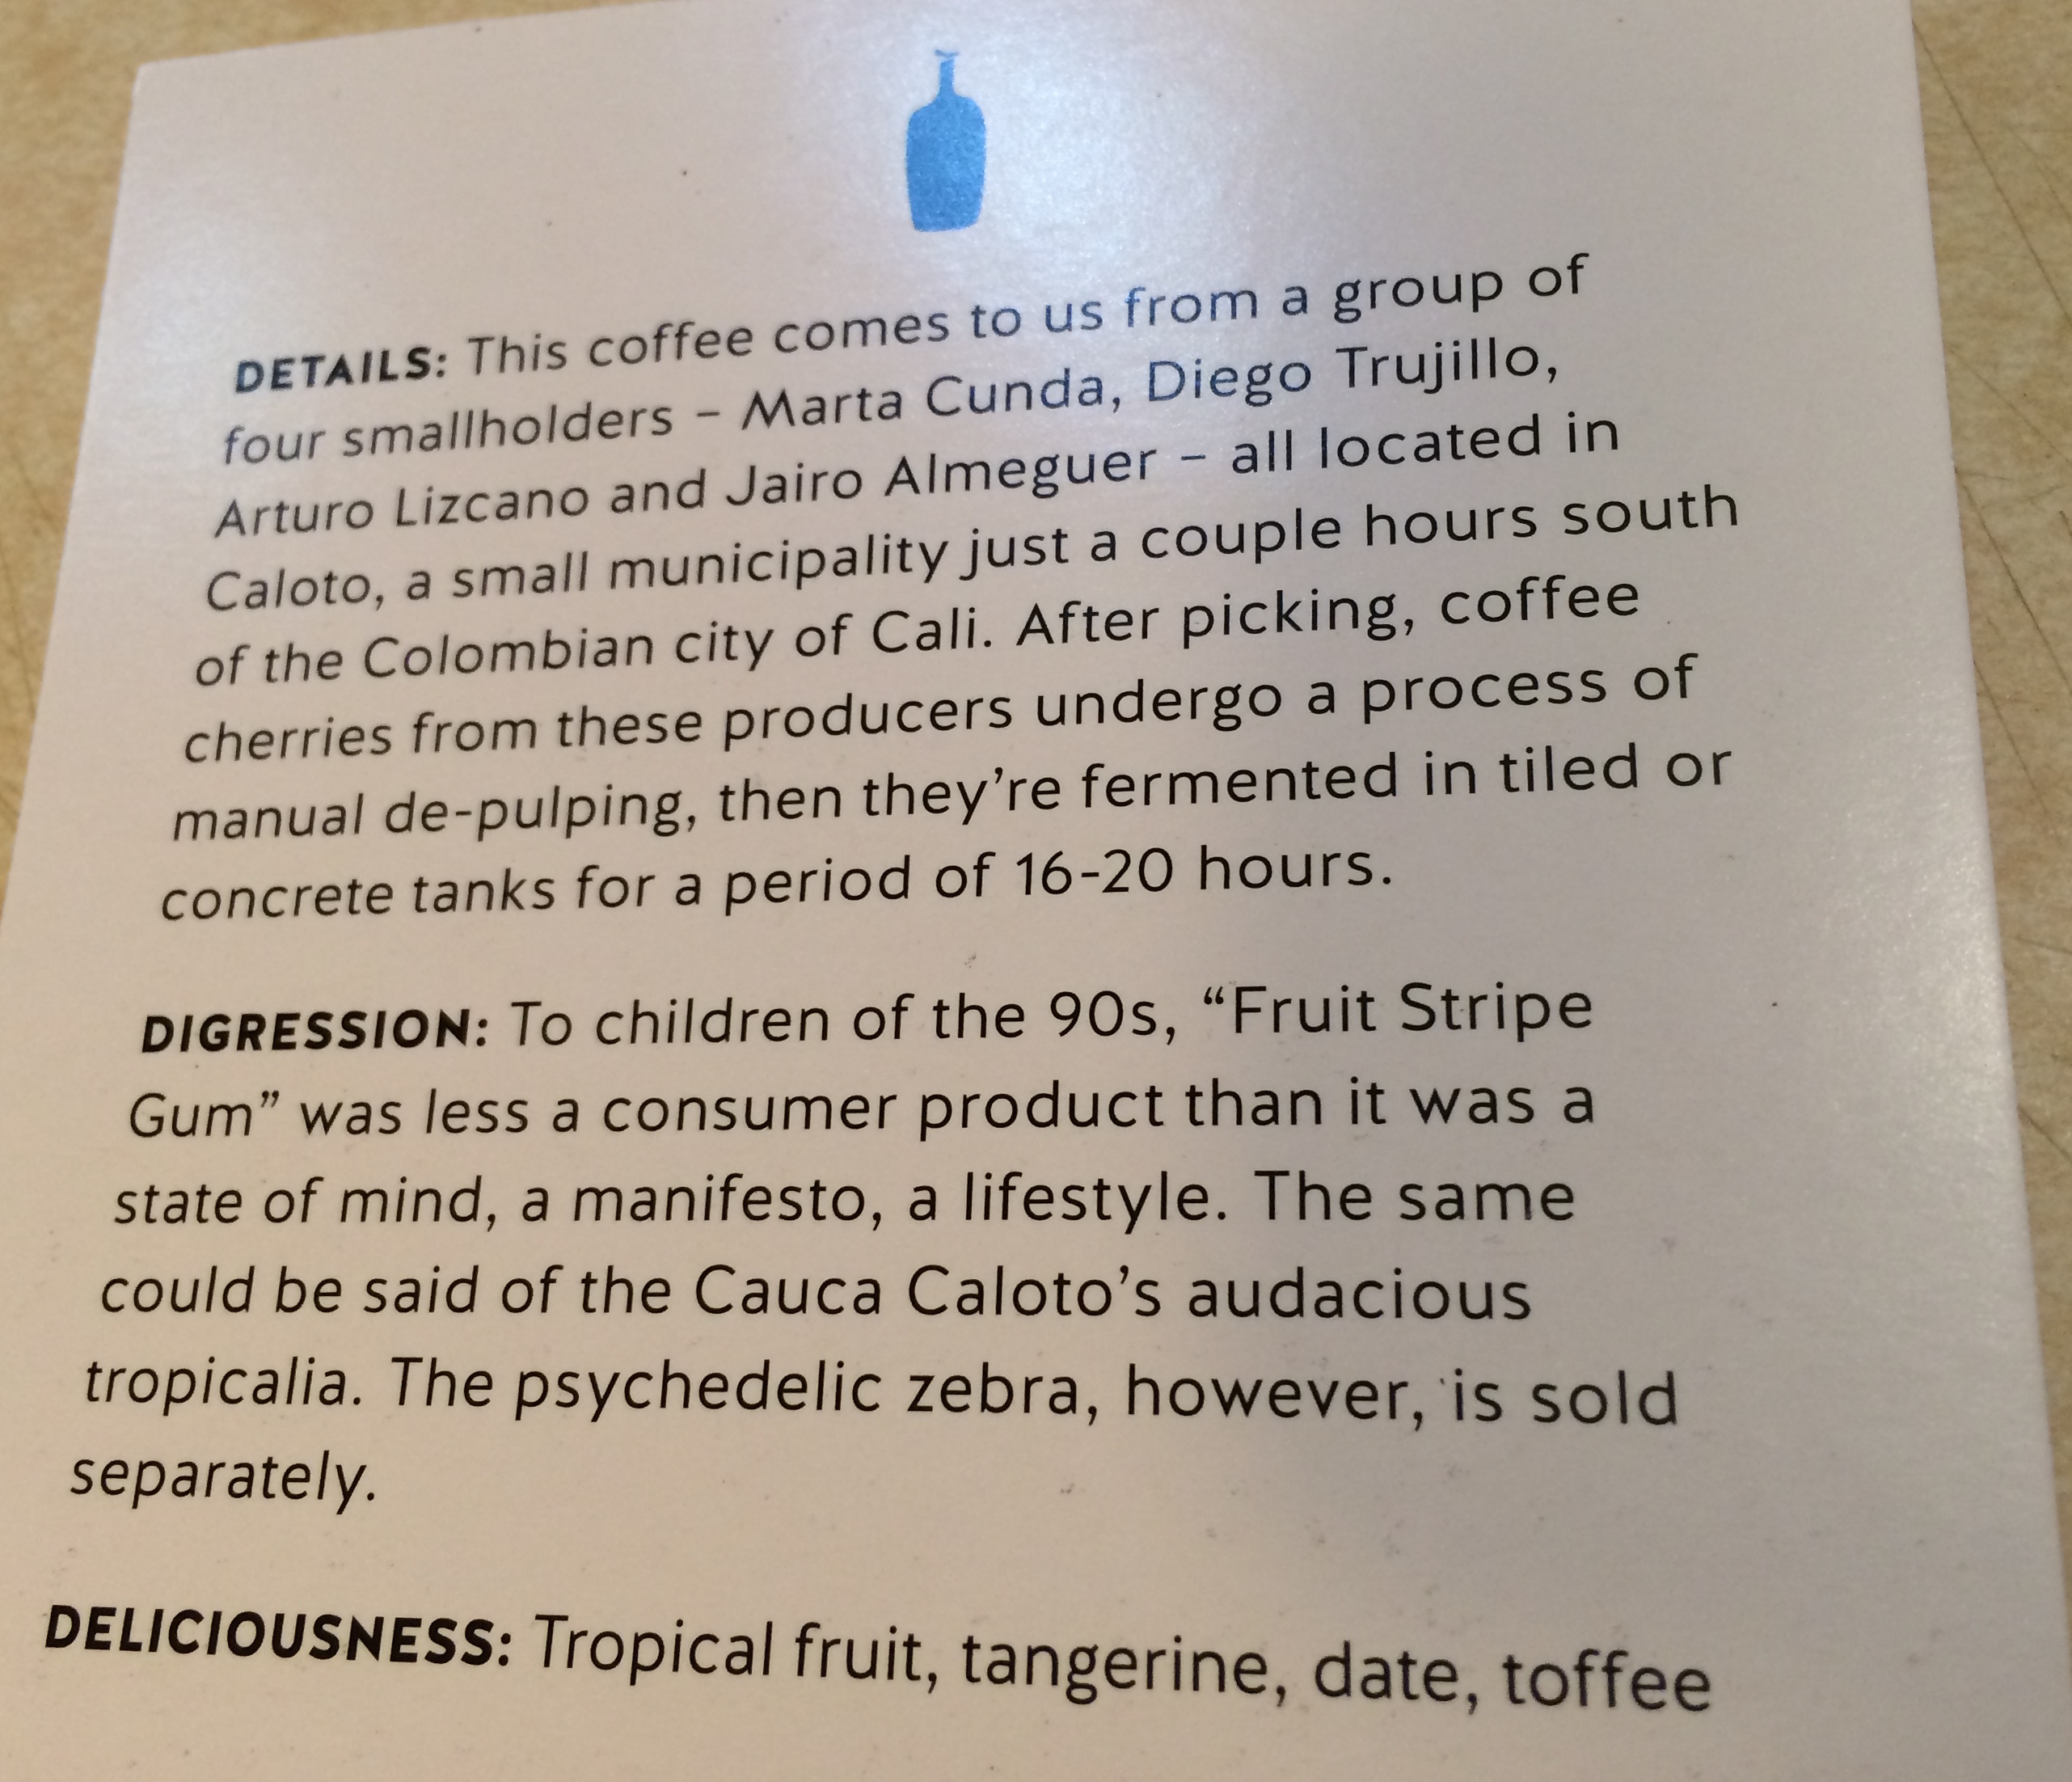 DETAILS: This coffee comes to us from a group of
four smallholders – Marta Cunda, Diego Trujillo,
Arturo Lizcano and Jairo Almeguer – all located in
Caloto, a small municipality just a couple hours south
of the Colombian city of Cali. After picking, coffee
cherries from these producers undergo a process of
manual de-pulping, then they’re fermented in tiled or
concrete tanks for a period of 16-20 hours.
DIGRESSION: To children of the 90s, “Fruit Stripe
Gum” was less a consumer product than it was a
state of mind, a manifesto, a lifestyle. The same
could be said of the Cauca Caloto’s audacious
tropicalia. The psychedelic zebra, however, is sold
separately.
DELICIOUSNESS: Tropical fruit, tangerine, date, toffee